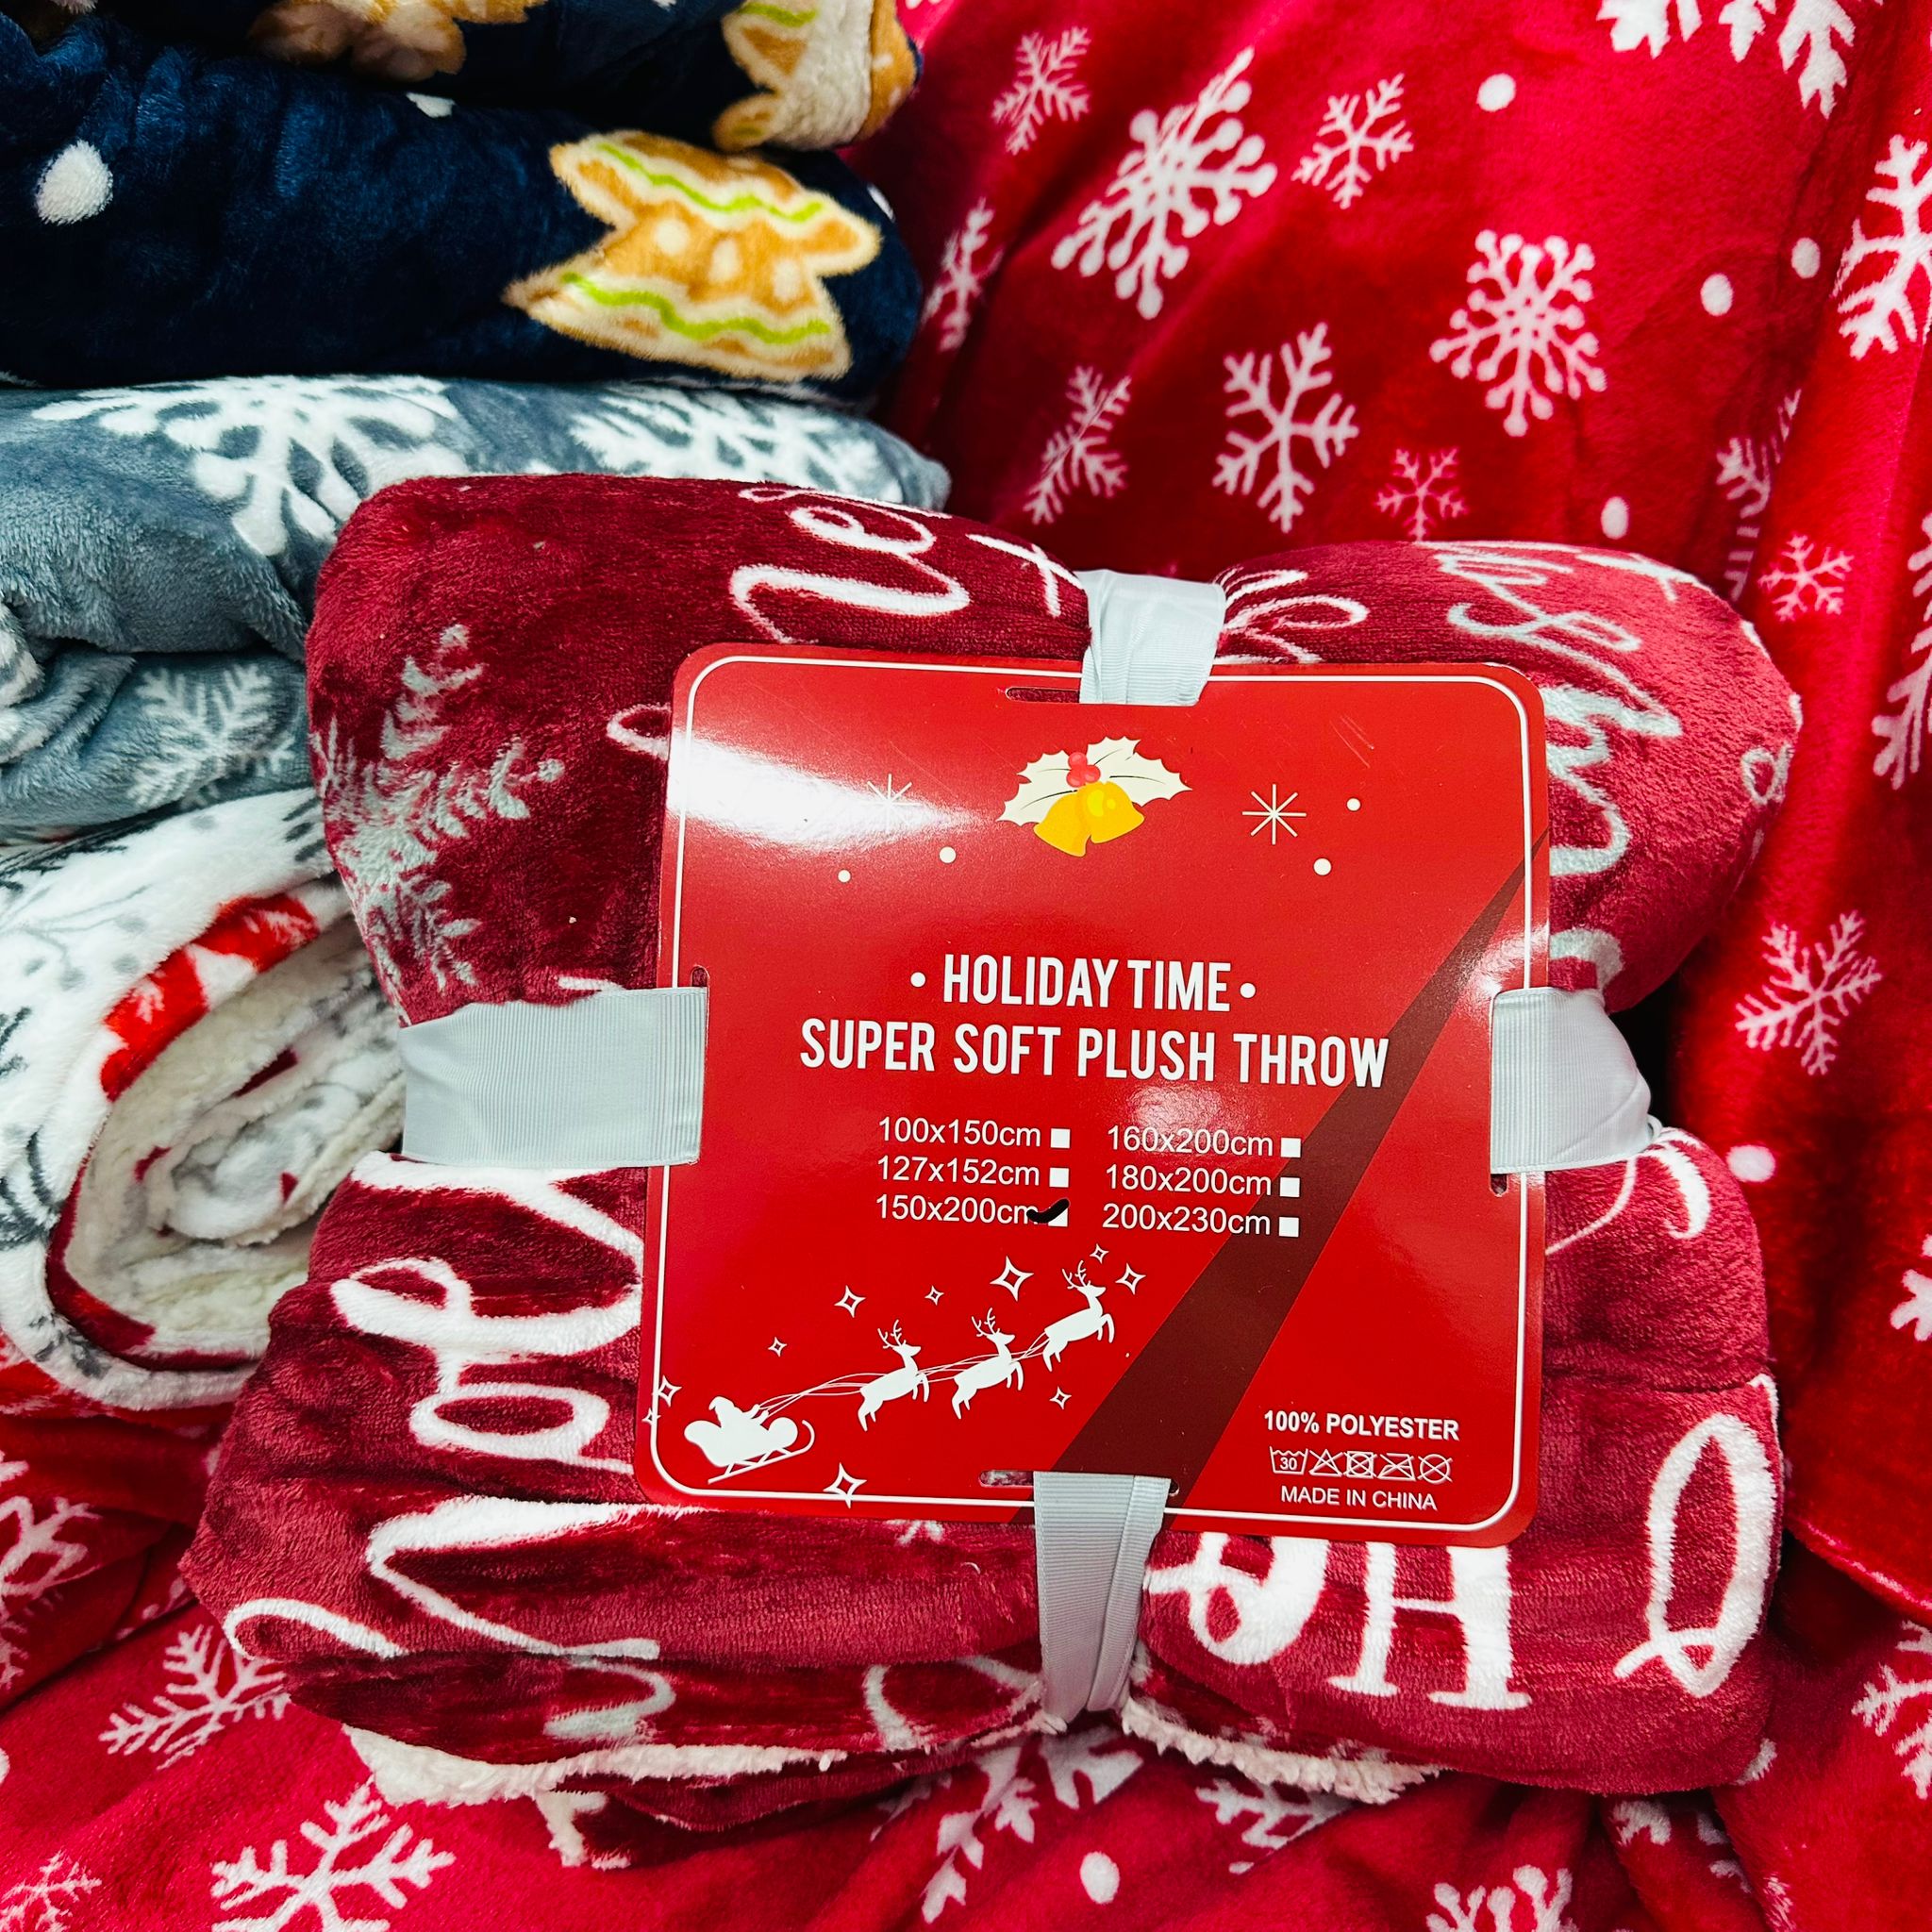 • HOLIDAY TIME •
SUPER SOFT PLUSH THROW
100x150cm
160x200cm
127x152cm
180x200cm
150x200cm
200x230cm
100% POLYESTER
30
MADE IN CHINA